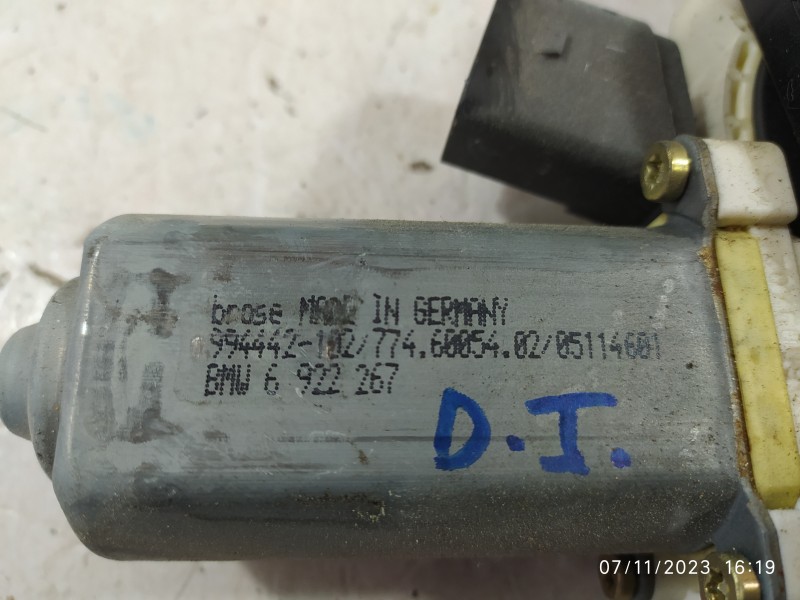 brose MADE IN GERMANY
994442-102/774.60054.02/05114601
BMW 6 922 267
D.I.
07/11/2023 16:19